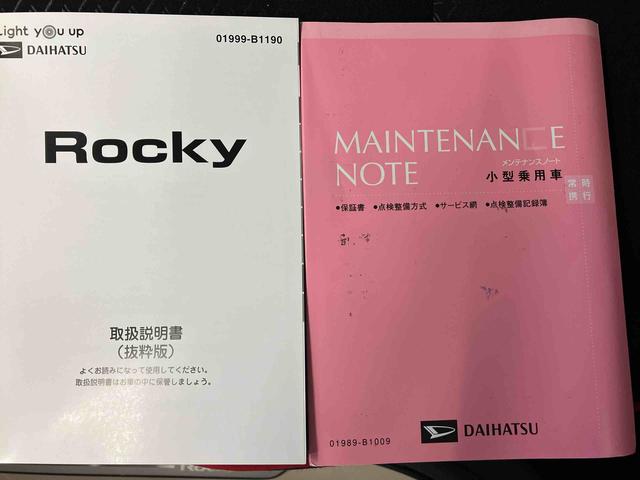 Light you up
DAIHATSU
01999-B1190
Rocky
取扱説明書
(抜粋版)
よくお読みになって使用してください。
取扱説明書はお車の中に保管しましょう。
MAINTENANCE
NOTE
メンテナンスノート
小型乗用車
常時
携行
●保証書 ●点検整備方式 ●サービス網 ●点検整備記録簿
01989-B1009
DAIHATSU